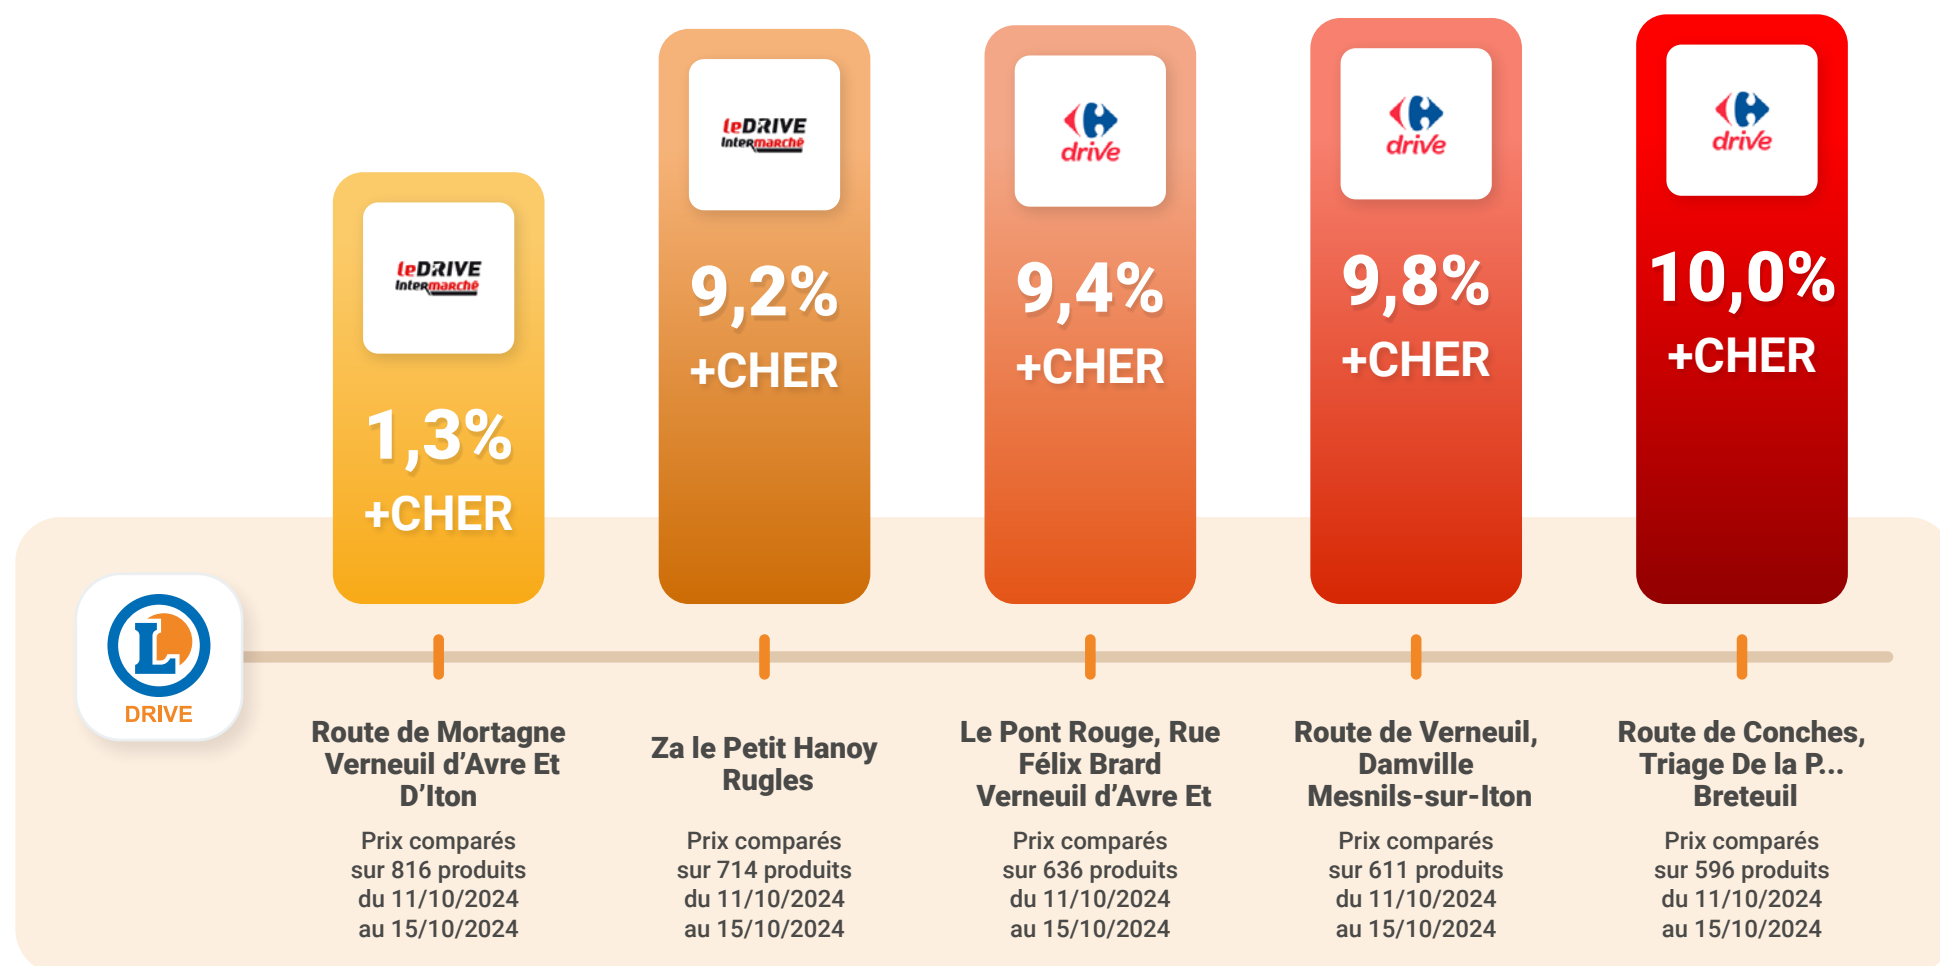 leDRIVE
Intermarché
1,3%
+CHER
leDRIVE
Intermarché
9,2%
+CHER
drive
9,4%
+CHER
drive
9,8%
+CHER
drive
10,0%
+CHER
L
DRIVE
Route de Mortagne
Verneuil d’Avre Et
D’Iton
Prix comparés
sur 816 produits
du 11/10/2024
au 15/10/2024
Za le Petit Hanoy
Rugles
Prix comparés
sur 714 produits
du 11/10/2024
au 15/10/2024
Le Pont Rouge, Rue
Félix Brard
Verneuil d’Avre Et
Prix comparés
sur 636 produits
du 11/10/2024
au 15/10/2024
Route de Verneuil,
Damville
Mesnils-sur-Iton
Prix comparés
sur 611 produits
du 11/10/2024
au 15/10/2024
Route de Conches,
Triage De la P...
Breteuil
Prix comparés
sur 596 produits
du 11/10/2024
au 15/10/2024